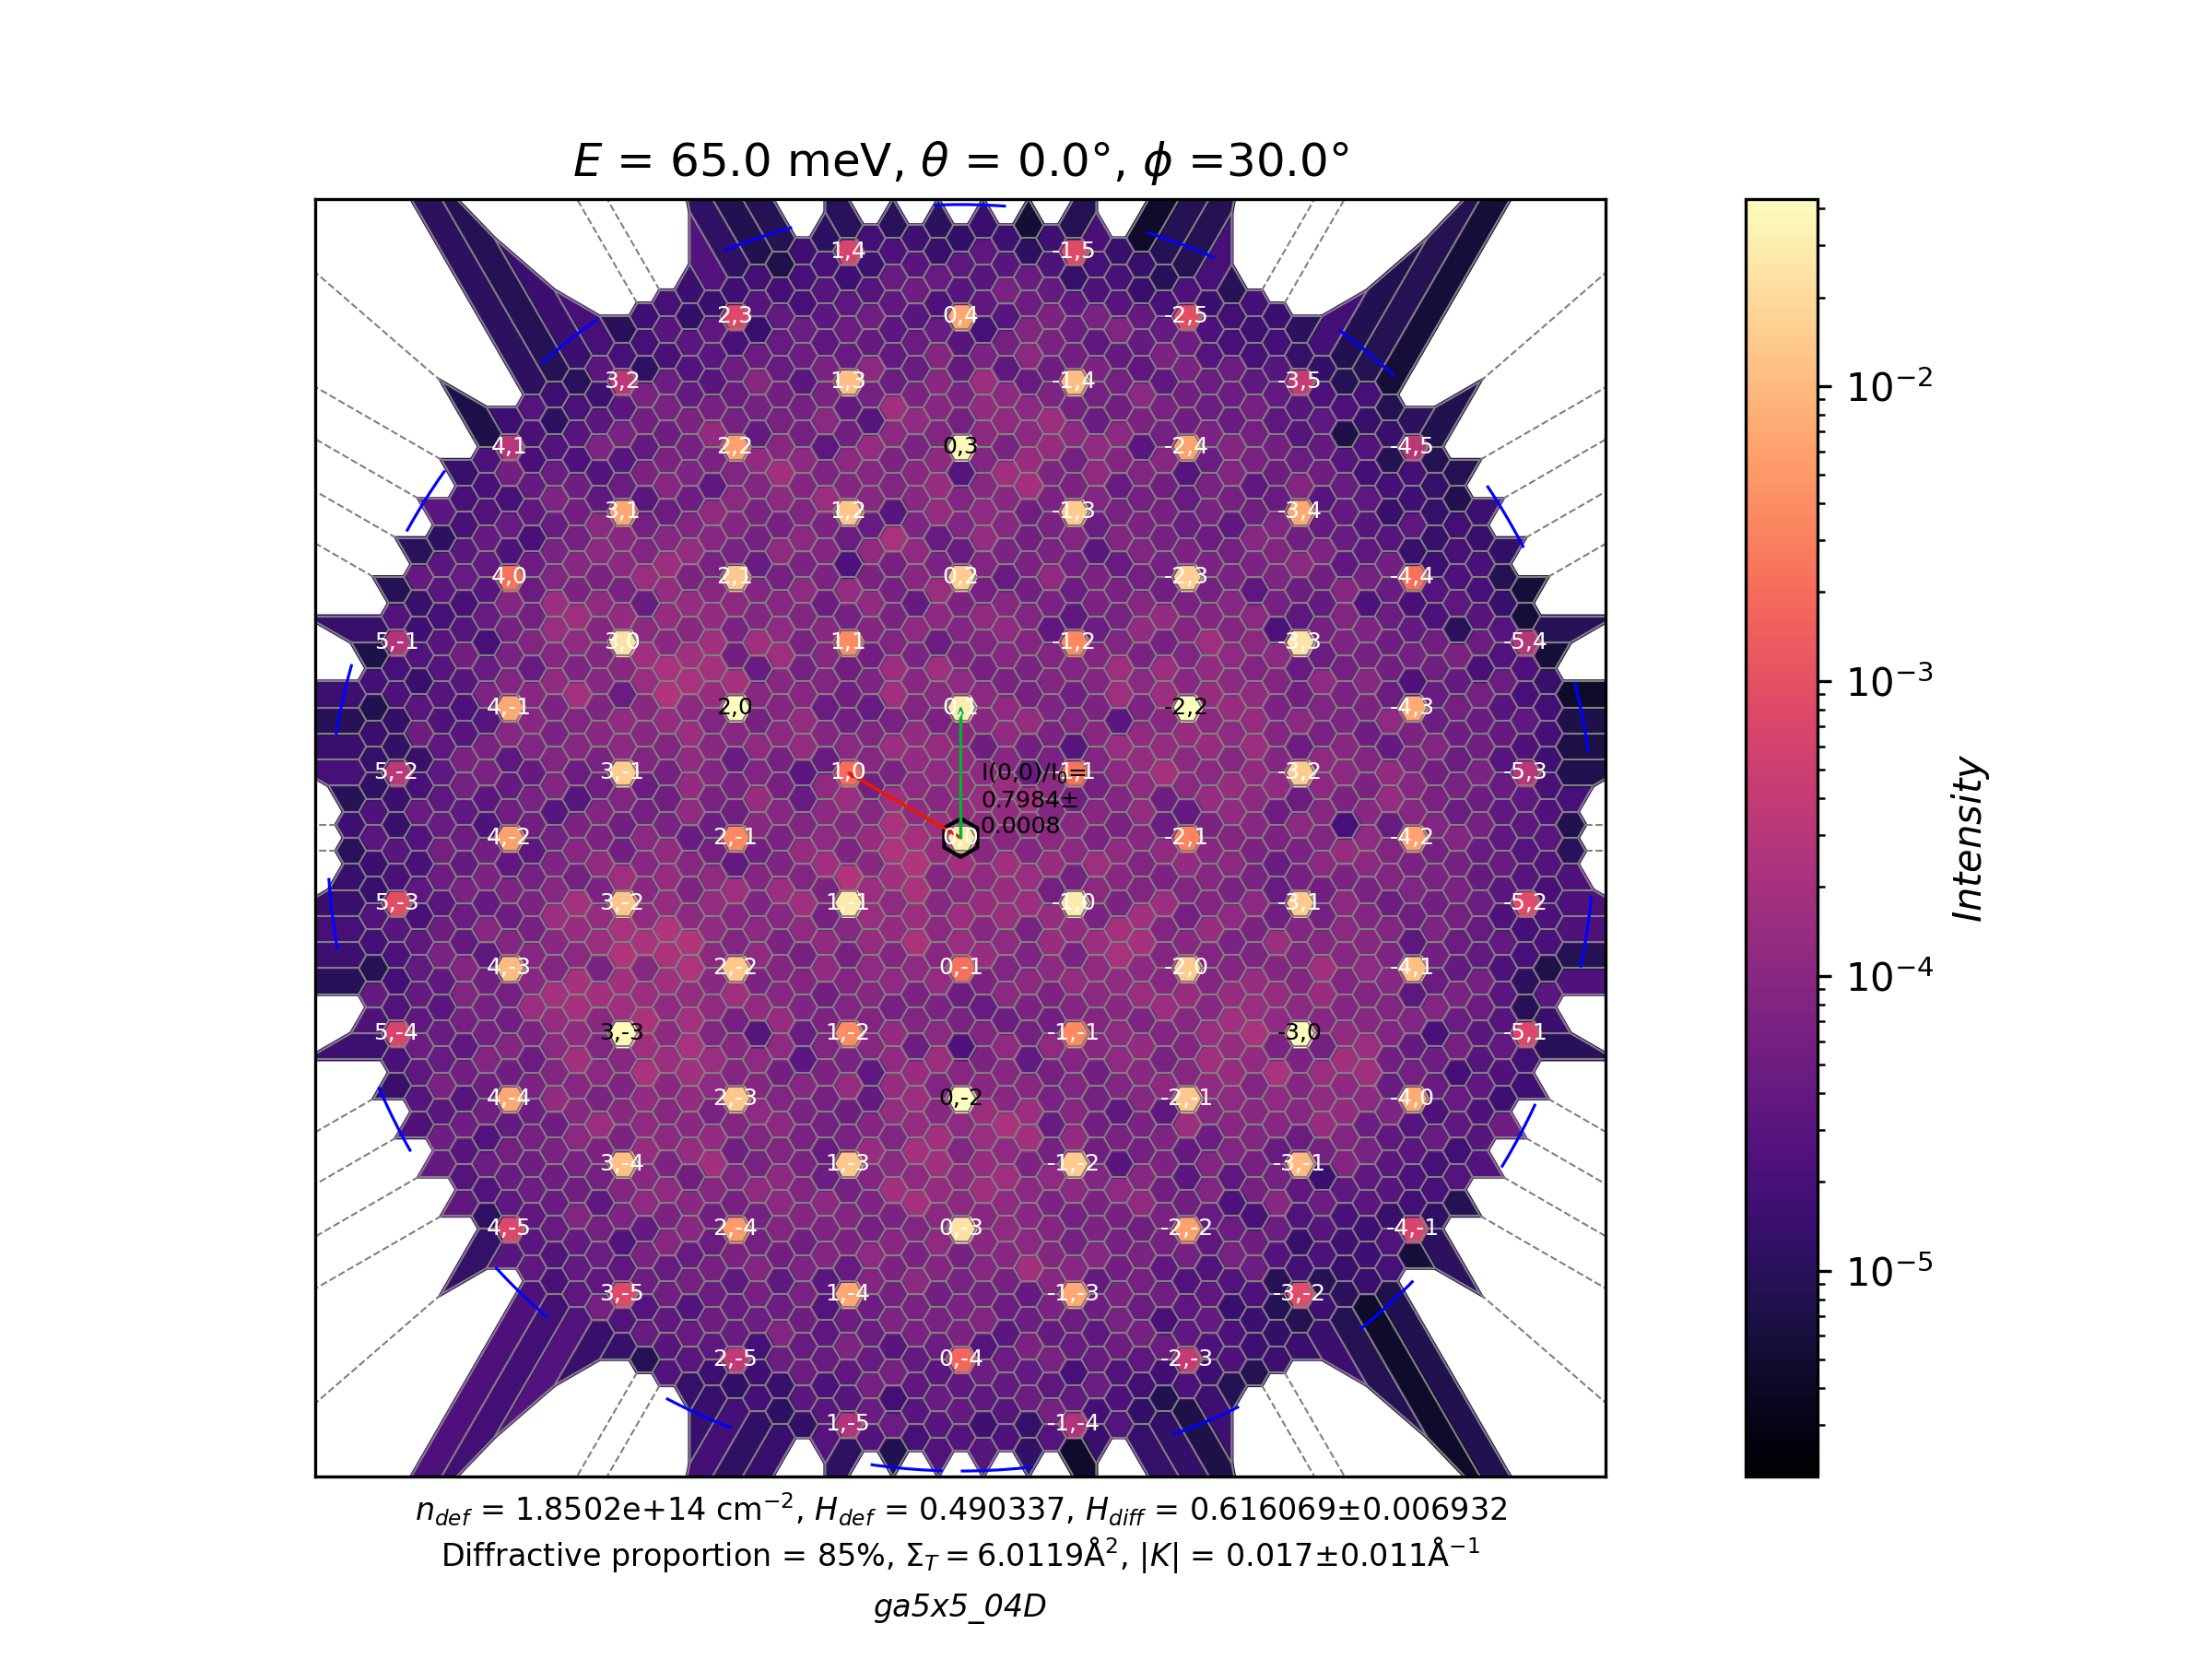 E = 65.0 meV, θ = 0.0°, ϕ =30.0°
1,4 -1,5
2,3 0,4 -2,5
3,2 1,3 -1,4 -3,5
4,1 2,2 0,3 -2,4 -4,5
3,1 1,2 -1,3 -3,4
4,0 2,1 0,2 -2,3 -4,4
5,-1 3,0 1,1 -1,2 -3,3 -5,4
4,-1 2,0 0,1 -2,2 -4,3
5,-2 3,-1 1,0 -1,1 -3,2 -5,3
I(0,0)/I₀=
0.7984±
0.0008
4,-2 2,-1 0,0 -2,1 -4,2
5,-3 3,-2 1,-1 -1,0 -3,1 -5,2
4,-3 2,-2 0,-1 -2,0 -4,1
5,-4 3,-3 1,-2 -1,-1 -3,0 -5,1
4,-4 2,-3 0,-2 -2,-1 -4,0
3,-4 1,-3 -1,-2 -3,-1
4,-5 2,-4 0,-3 -2,-2 -4,-1
3,-5 1,-4 -1,-3 -3,-2
2,-5 0,-4 -2,-3
1,-5 -1,-4
10⁻²
10⁻³
10⁻⁴
10⁻⁵
Intensity
n_def = 1.8502e+14 cm⁻², H_def = 0.490337, H_diff = 0.616069±0.006932
Diffractive proportion = 85%, Σ_T = 6.0119Å², |K| = 0.017±0.011Å⁻¹
ga5x5_04D